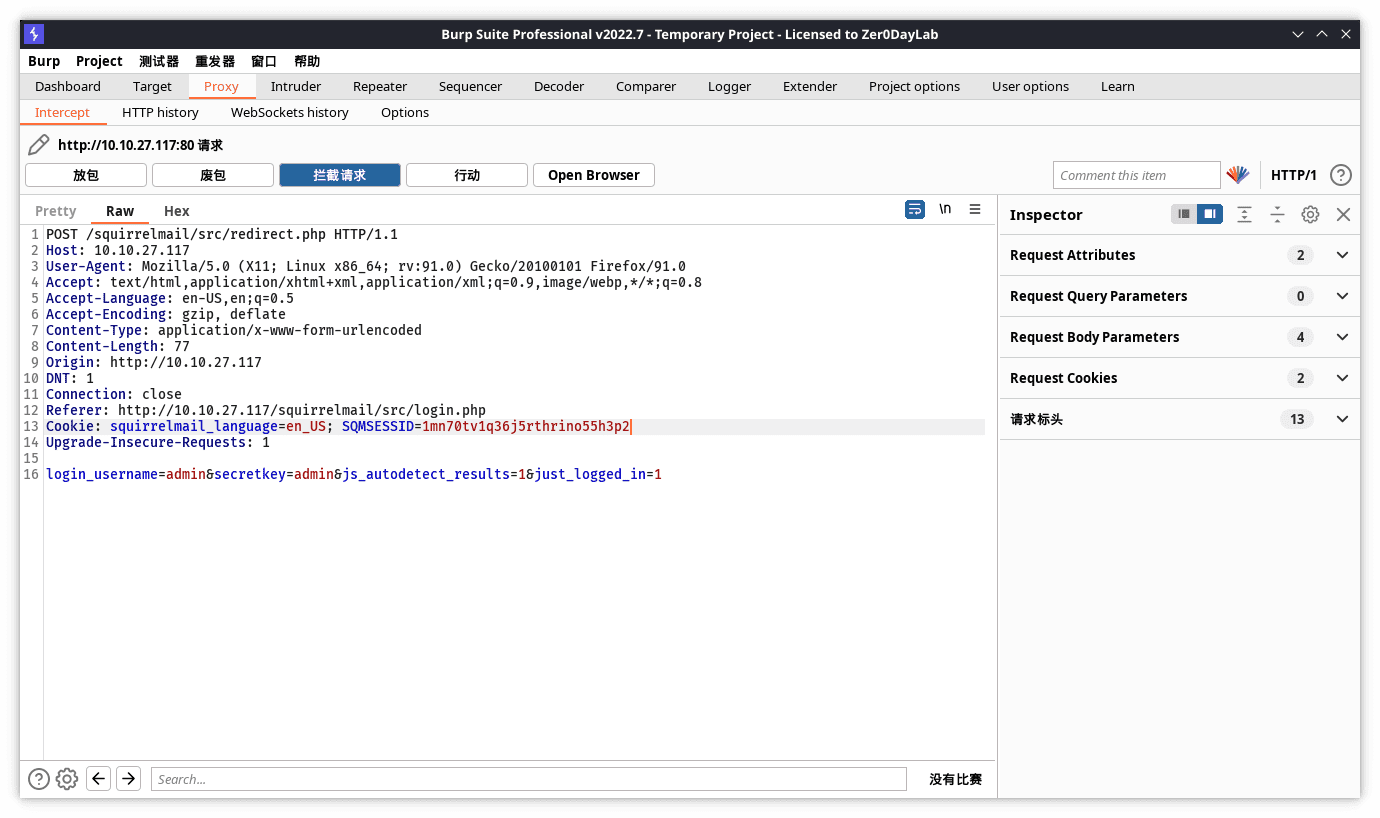 Burp Suite Professional v2022.7 - Temporary Project - Licensed to Zer0DayLab
Burp Project 测试器 重发器 窗口 帮助
Dashboard Target Proxy Intruder Repeater Sequencer Decoder Comparer Logger Extender Project options User options Learn
Intercept HTTP history WebSockets history Options
http://10.10.27.117:80 请求
放包 废包 拦截请求 行动 Open Browser Comment this item HTTP/1 ?
Pretty Raw Hex \n
Inspector
1 POST /squirrelmail/src/redirect.php HTTP/1.1
2 Host: 10.10.27.117
3 User-Agent: Mozilla/5.0 (X11; Linux x86_64; rv:91.0) Gecko/20100101 Firefox/91.0
4 Accept: text/html,application/xhtml+xml,application/xml;q=0.9,image/webp,*/*;q=0.8
5 Accept-Language: en-US,en;q=0.5
6 Accept-Encoding: gzip, deflate
7 Content-Type: application/x-www-form-urlencoded
8 Content-Length: 77
9 Origin: http://10.10.27.117
10 DNT: 1
11 Connection: close
12 Referer: http://10.10.27.117/squirrelmail/src/login.php
13 Cookie: squirrelmail_language=en_US; SQMSESSID=1mn70tv1q36j5rthrino55h3p2
14 Upgrade-Insecure-Requests: 1
15
16 login_username=admin&secretkey=admin&js_autodetect_results=1&just_logged_in=1
Request Attributes 2
Request Query Parameters 0
Request Body Parameters 4
Request Cookies 2
请求标头 13
? Search... 没有比赛